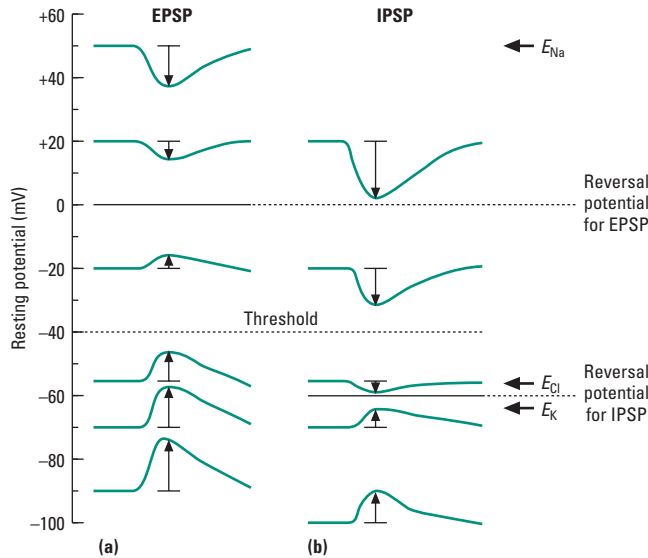 EPSP
IPSP
+60
+40
+20
0
−20
−40
−60
−80
−100
Resting potential (mV)
Threshold
E_Na
Reversal
potential
for EPSP
E_Cl
E_K
Reversal
potential
for IPSP
(a)
(b)